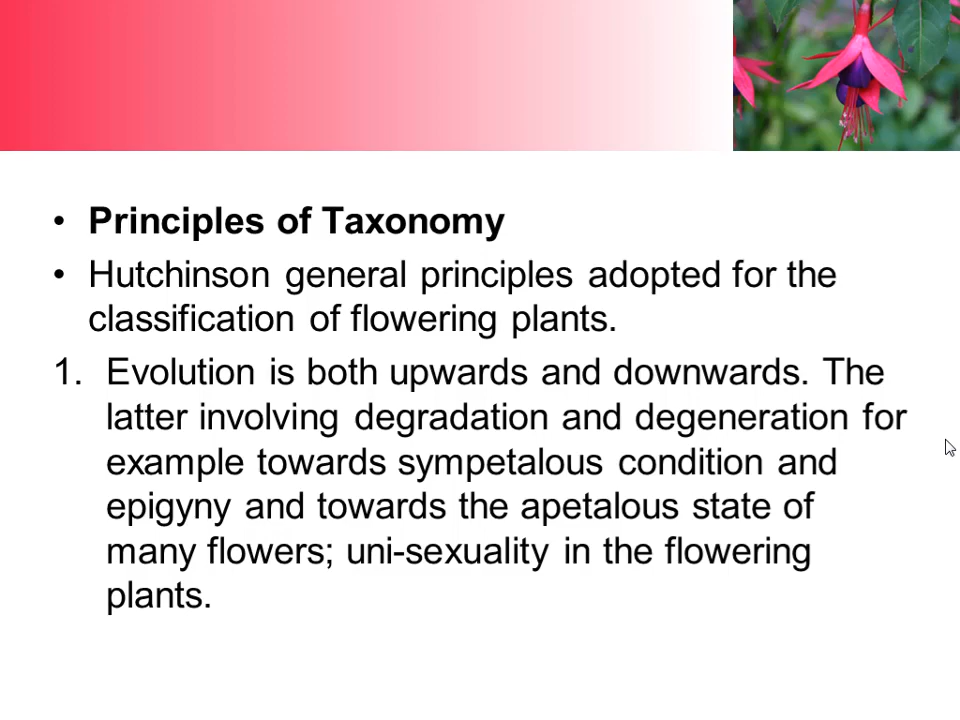 • Principles of Taxonomy
• Hutchinson general principles adopted for the
classification of flowering plants.
1. Evolution is both upwards and downwards. The
latter involving degradation and degeneration for
example towards sympetalous condition and
epigyny and towards the apetalous state of
many flowers; uni-sexuality in the flowering
plants.